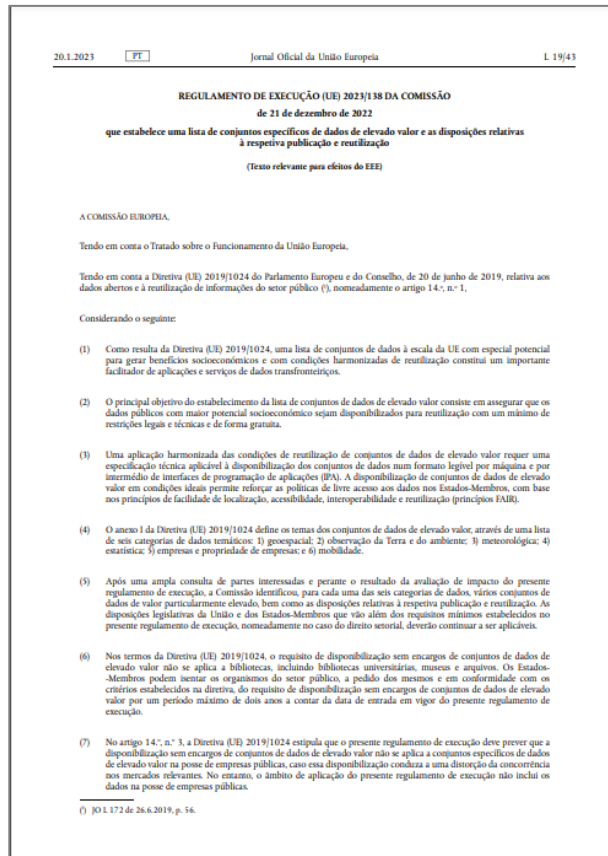 20.1.2023
PT
Jornal Oficial da União Europeia
L 19/43
REGULAMENTO DE EXECUÇÃO (UE) 2023/138 DA COMISSÃO
de 21 de dezembro de 2022
que estabelece uma lista de conjuntos específicos de dados de elevado valor e as disposições relativas
à respetiva publicação e reutilização
(Texto relevante para efeitos do EEE)
A COMISSÃO EUROPEIA,
Tendo em conta o Tratado sobre o Funcionamento da União Europeia,
Tendo em conta a Diretiva (UE) 2019/1024 do Parlamento Europeu e do Conselho, de 20 de junho de 2019, relativa aos
dados abertos e à reutilização de informações do setor público (¹), nomeadamente o artigo 14.º, n.º 1,
Considerando o seguinte:
(1) Como resulta da Diretiva (UE) 2019/1024, uma lista de conjuntos de dados à escala da UE com especial potencial
para gerar benefícios socioeconómicos e com condições harmonizadas de reutilização constitui um importante
facilitador de aplicações e serviços de dados transfronteiriços.
(2) O principal objetivo do estabelecimento da lista de conjuntos de dados de elevado valor consiste em assegurar que os
dados públicos com maior potencial socioeconómico sejam disponibilizados para reutilização com um mínimo de
restrições legais e técnicas e de forma gratuita.
(3) Uma aplicação harmonizada das condições de reutilização de conjuntos de dados de elevado valor requer uma
especificação técnica aplicável à disponibilização dos conjuntos de dados num formato legível por máquina e por
intermédio de interfaces de programação de aplicações (IPA). A disponibilização de conjuntos de dados de elevado
valor em condições ideais permite reforçar as políticas de livre acesso aos dados nos Estados-Membros, com base
nos princípios de facilidade de localização, acessibilidade, interoperabilidade e reutilização (princípios FAIR).
(4) O anexo I da Diretiva (UE) 2019/1024 define os temas dos conjuntos de dados de elevado valor, através de uma lista
de seis categorias de dados temáticos: 1) geoespacial; 2) observação da Terra e do ambiente; 3) meteorológica; 4)
estatística; 5) empresas e propriedade de empresas; e 6) mobilidade.
(5) Após uma ampla consulta de partes interessadas e perante o resultado da avaliação de impacto do presente
regulamento de execução, a Comissão identificou, para cada uma das seis categorias de dados, vários conjuntos
de dados de valor particularmente elevado, bem como as disposições relativas à respetiva publicação e reutilização. As
disposições legislativas da União e dos Estados-Membros que vão além dos requisitos mínimos estabelecidos no
presente regulamento de execução, nomeadamente no caso do direito setorial, deverão continuar a ser aplicáveis.
(6) Nos termos da Diretiva (UE) 2019/1024, o requisito de disponibilização sem encargos de conjuntos de dados de
elevado valor não se aplica a bibliotecas, incluindo bibliotecas universitárias, museus e arquivos. Os Estados-
-Membros podem isentar os organismos do setor público, a pedido dos mesmos e em conformidade com os
critérios estabelecidos na diretiva, do requisito de disponibilização sem encargos de conjuntos de dados de elevado
valor por um período máximo de dois anos a contar da data de entrada em vigor do presente regulamento de
execução.
(7) No artigo 14.º, n.º 3, a Diretiva (UE) 2019/1024 estipula que o presente regulamento de execução deve prever que a
disponibilização sem encargos de conjuntos de dados de elevado valor não se aplica a conjuntos específicos de dados
de elevado valor na posse de empresas públicas, caso essa disponibilização conduza a uma distorção da concorrência
nos mercados relevantes. No entanto, o âmbito de aplicação do presente regulamento de execução não inclui os
dados na posse de empresas públicas.
(¹) JO L 172 de 26.6.2019, p. 56.